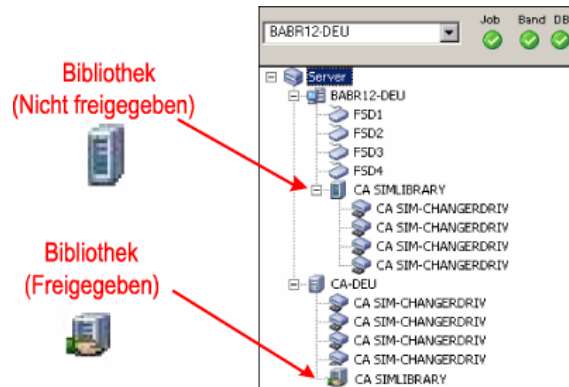 Bibliothek
(Nicht freigegeben)
Bibliothek
(Freigegeben)
BABR12-DEU
Job Band DB
Server
BABR12-DEU
FSD1
FSD2
FSD3
FSD4
CA SIMLIBRARY
CA SIM-CHANGERDRIV
CA SIM-CHANGERDRIV
CA SIM-CHANGERDRIV
CA SIM-CHANGERDRIV
CA-DEU
CA SIM-CHANGERDRIV
CA SIM-CHANGERDRIV
CA SIM-CHANGERDRIV
CA SIM-CHANGERDRIV
CA SIMLIBRARY